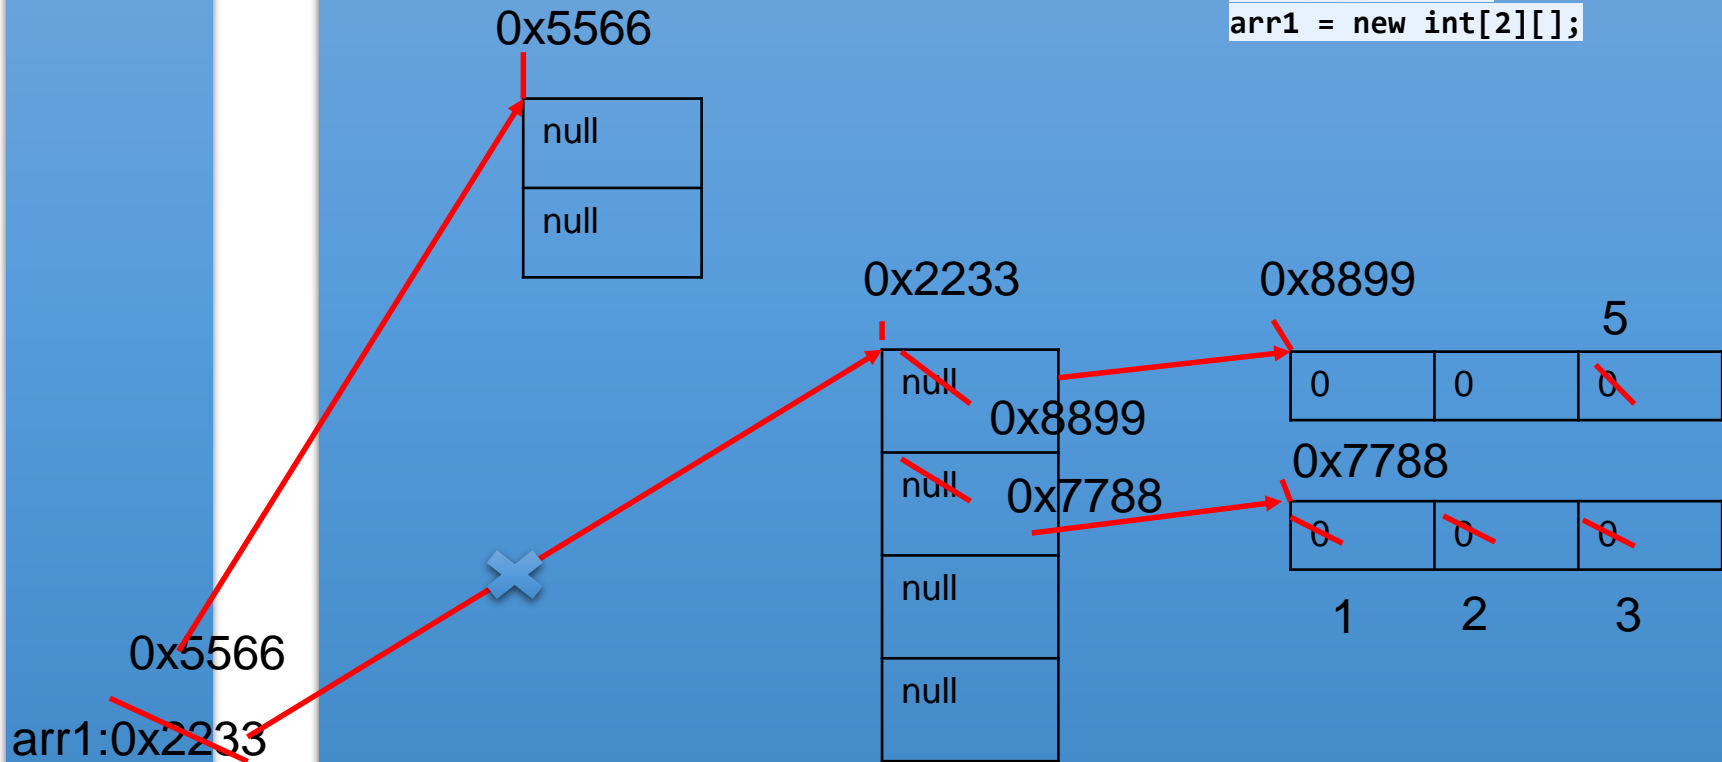 0x5566
arr1 = new int[2][];
null
null
0x2233
0x8899
5
null
0
0
0
0x8899
0x7788
null
0x7788
0
0
0
null
1
2
3
0x5566
null
arr1:0x2233